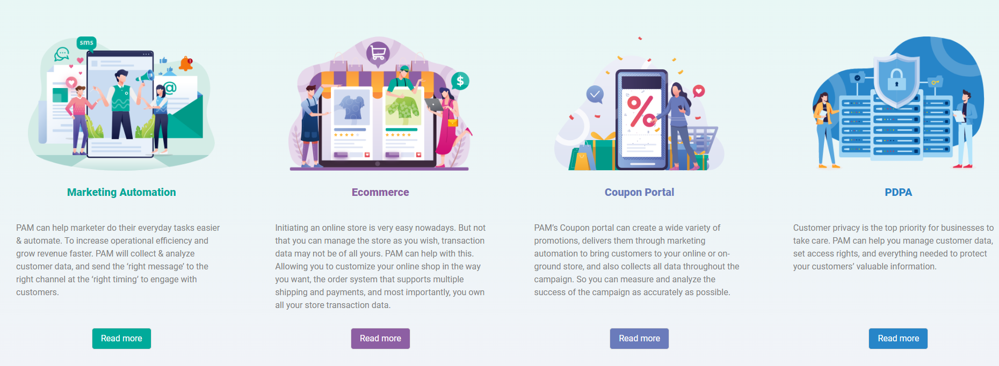 sms
1
@
$
%
Marketing Automation
PAM can help marketer do their everyday tasks easier
& automate. To increase operational efficiency and
grow revenue faster. PAM will collect & analyze
customer data, and send the ‘right message’ to the
right channel at the ‘right timing’ to engage with
customers.
Read more
Ecommerce
Initiating an online store is very easy nowadays. But not
that you can manage the store as you wish, transaction
data may not be of all yours. PAM can help with this.
Allowing you to customize your online shop in the way
you want, the order system that supports multiple
shipping and payments, and most importantly, you own
all your store transaction data.
Read more
Coupon Portal
PAM’s Coupon portal can create a wide variety of
promotions, delivers them through marketing
automation to bring customers to your online or on-
ground store, and also collects all data throughout the
campaign. So you can measure and analyze the
success of the campaign as accurately as possible.
Read more
PDPA
Customer privacy is the top priority for businesses to
take care. PAM can help you manage customer data,
set access rights, and everything needed to protect
your customers’ valuable information.
Read more